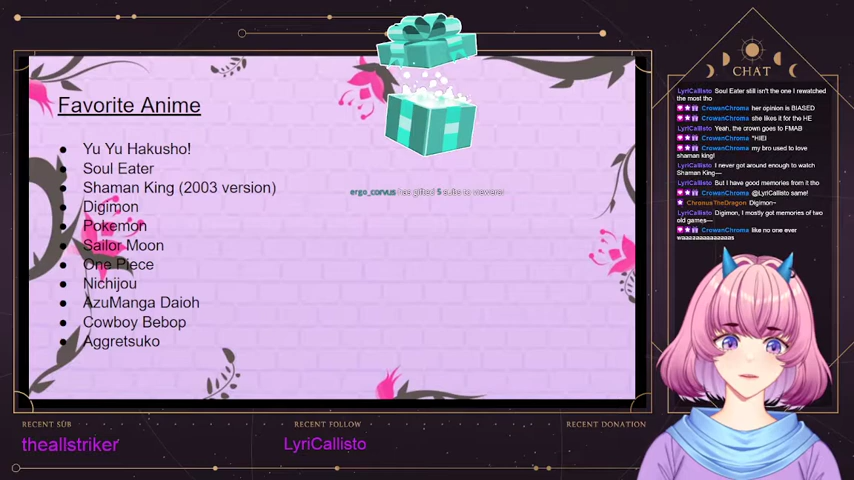 Favorite Anime
Yu Yu Hakusho!
Soul Eater
Shaman King (2003 version)
Digimon
Pokemon
Sailor Moon
One Piece
Nichijou
AzuManga Daioh
Cowboy Bebop
Aggretsuko
ergo_corvus has gifted 5 subs to viewers!
CHAT
LyriCallisto Soul Eater still isn't the one I rewatched
the most tho
CrowanChroma her opinion is BIASED
CrowanChroma she likes it for the HE
LyriCallisto Yeah, the crown goes to FMAB
CrowanChroma *HIEI
CrowanChroma my bro used to love
shaman king!
LyriCallisto I never got around enough to watch
Shaman King—
LyriCallisto But I have good memories from it tho
CrowanChroma @LyriCallisto same!
ChronusTheDragon Digimon~
LyriCallisto Digimon, I mostly got memories of two
old games—
CrowanChroma like no one ever
waaaaaaaaaaaaas
RECENT SUB
theallstriker
RECENT FOLLOW
LyriCallisto
RECENT DONATION